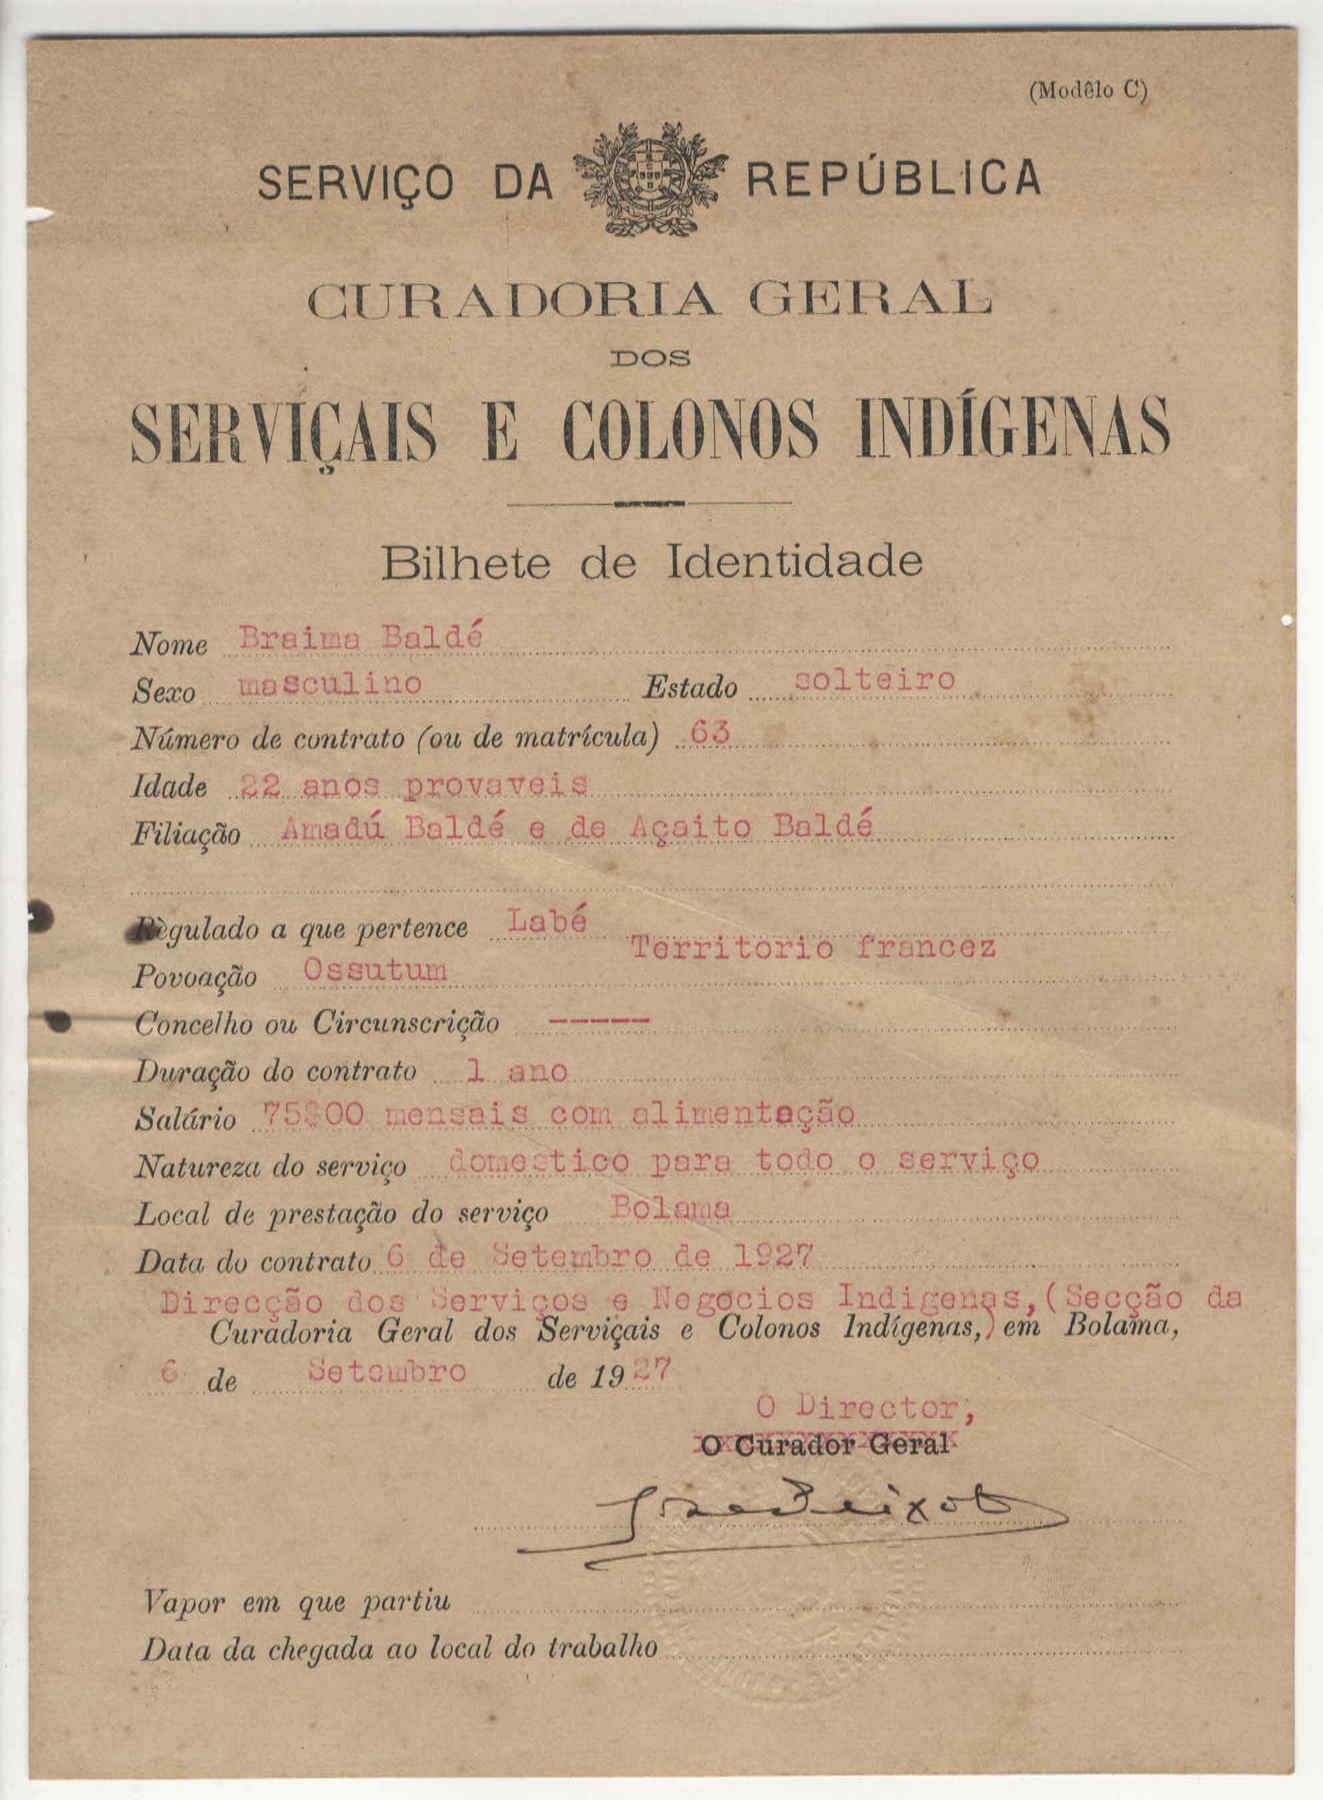 (Modêlo C)
SERVIÇO DA REPÚBLICA
CURADORIA GERAL
DOS
SERVIÇAIS E COLONOS INDÍGENAS
Bilhete de Identidade
Nome Braima Baldé
Sexo masculino Estado solteiro
Número de contrato (ou de matrícula) 63
Idade 22 anos provaveis
Filiação Amadú Baldé e de Açaito Baldé
Règulado a que pertence Labé
Territorio francez
Povoação Ossutum
Concelho ou Circunscrição -----
Duração do contrato 1 ano
Salário 75$00 mensais com alimentação
Natureza do serviço domestico para todo o serviço
Local de prestação do serviço Bolama
Data do contrato 6 de Setembro de 1927
Direcção dos Serviços e Negocios Indigenas,(Secção da
Curadoria Geral dos Serviçais e Colonos Indígenas,) em Bolama,
6 de Setembro de 1927
O Director,
O Curador Geral
Vapor em que partiu
Data da chegada ao local do trabalho